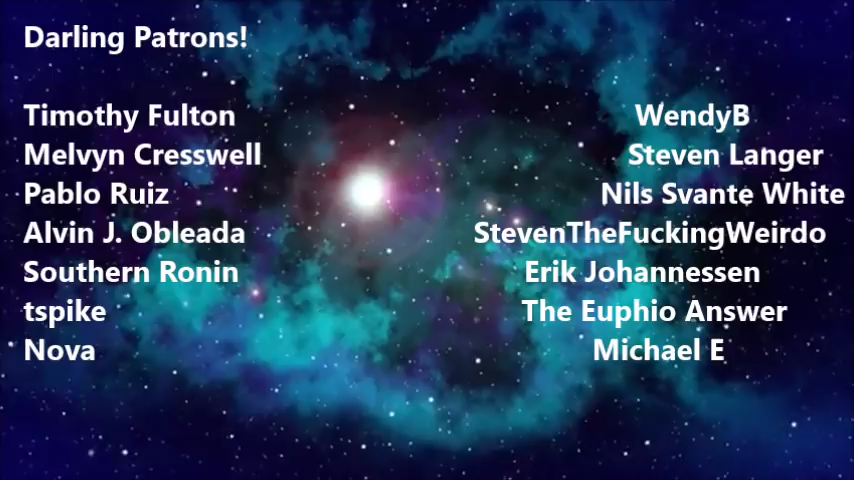 Darling Patrons!
Timothy Fulton
Melvyn Cresswell
Pablo Ruiz
Alvin J. Obleada
Southern Ronin
tspike
Nova
WendyB
Steven Langer
Nils Svante White
StevenTheFuckingWeirdo
Erik Johannessen
The Euphio Answer
Michael E